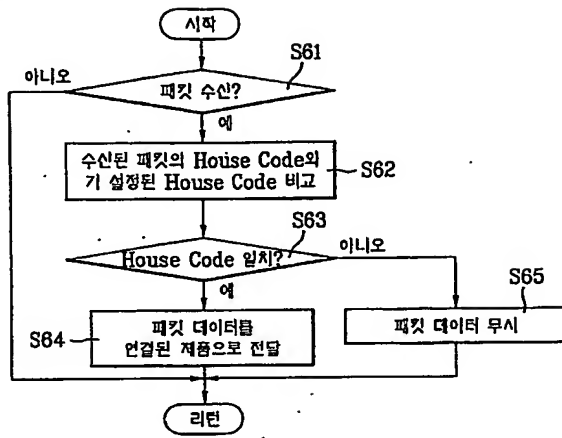 시작
S61
아니오
패킷 수신?
예
수신된 패킷의 House Code와
기 설정된 House Code 비교
S62
S63
House Code 일치?
아니오
예
S65
S64
패킷 데이터를
연결된 제품으로 전달
패킷 데이터 무시
리턴